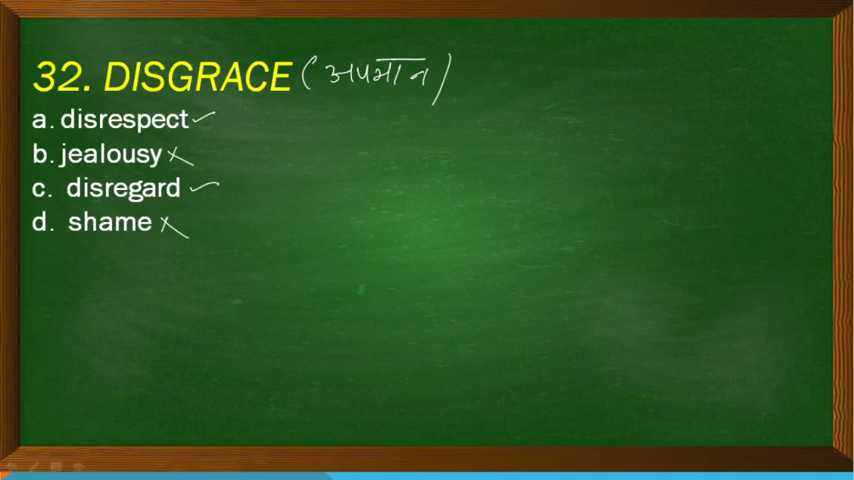 32. DISGRACE (अपमान)
a. disrespect ✓
b. jealousy ✗
c. disregard ✓
d. shame ✗